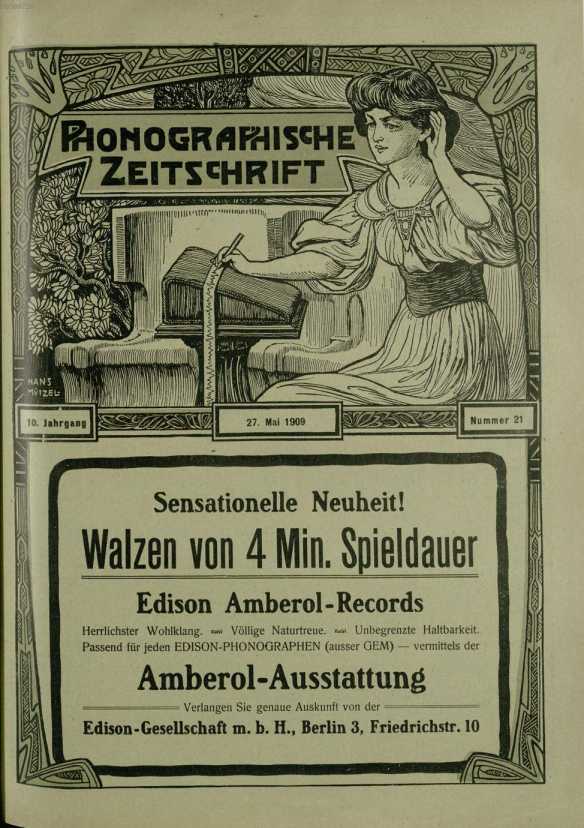 PHONOGRAPHISCHE
ZEITSCHRIFT
HANS
MÜTZEL
10. Jahrgang
27. Mai 1909
Nummer 21
Sensationelle Neuheit!
Walzen von 4 Min. Spieldauer
Edison Amberol-Records
Herrlichster Wohlklang. Völlige Naturtreue. Unbegrenzte Haltbarkeit.
Passend für jeden EDISON-PHONOGRAPHEN (ausser GEM) — vermittels der
Amberol-Ausstattung
Verlangen Sie genaue Auskunft von der
Edison-Gesellschaft m. b. H., Berlin 3, Friedrichstr. 10